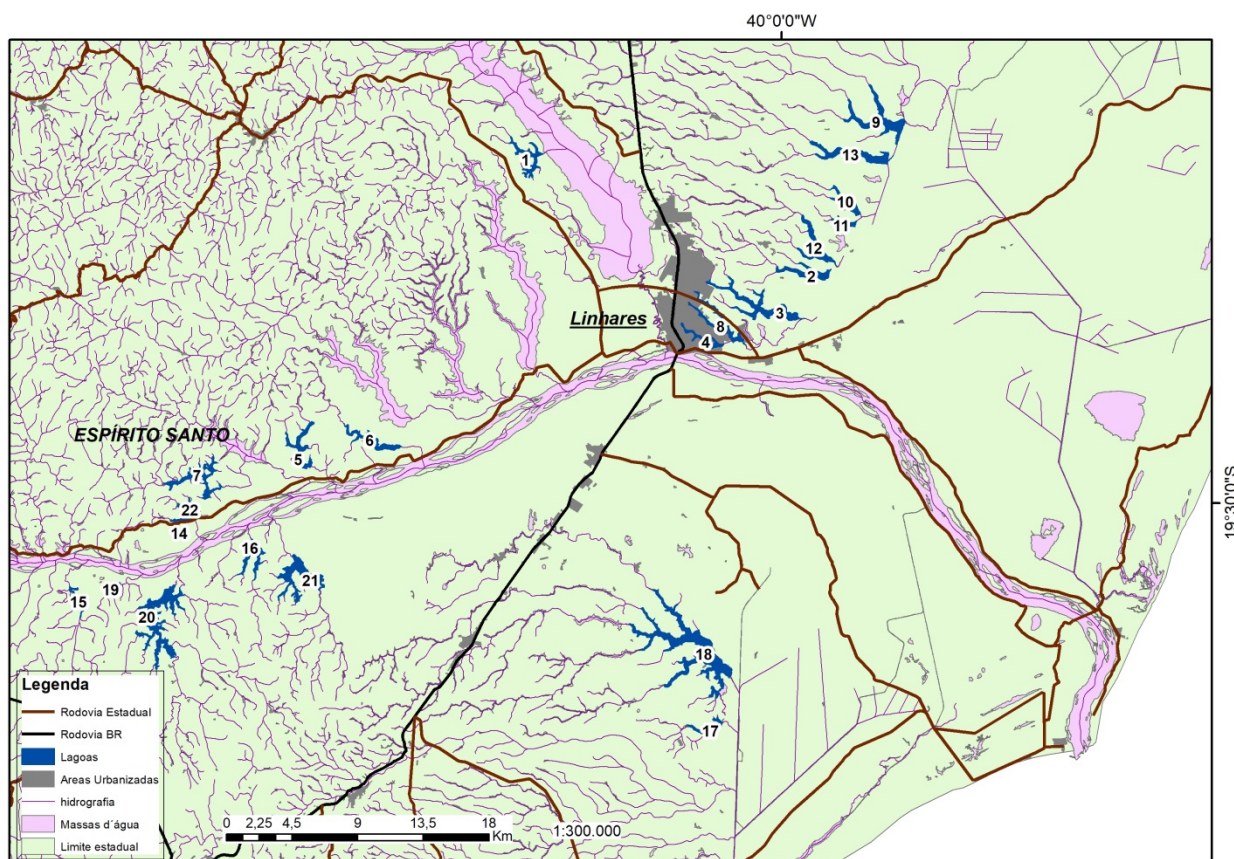 40°0'0"W
9
13
1
10
11
12
2
3
Linhares
8
4
6
ESPÍRITO SANTO
5
7
19°30'0"S
22
14
16
21
19
15
20
18
17
Legenda
Rodovia Estadual
Rodovia BR
Lagoas
Areas Urbanizadas
hidrografia
Massas d´água
Limite estadual
0 2,25 4,5 9 13,5 18
Km
1:300.000